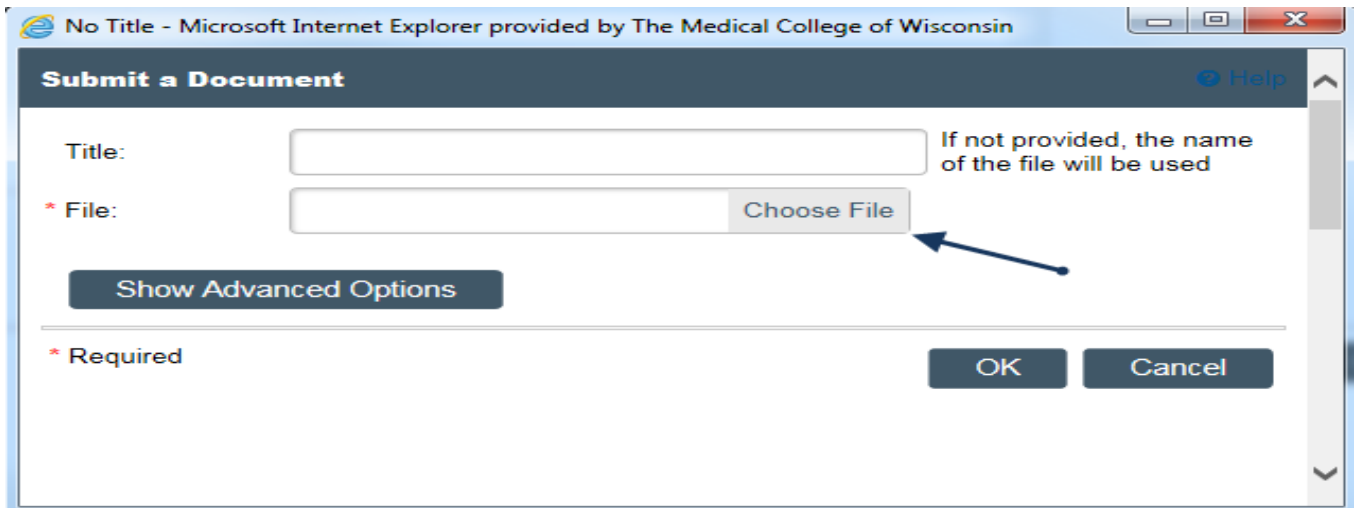 No Title - Microsoft Internet Explorer provided by The Medical College of Wisconsin
Submit a Document
Help
Title:
If not provided, the name
of the file will be used
* File:
Choose File
Show Advanced Options
* Required
OK
Cancel